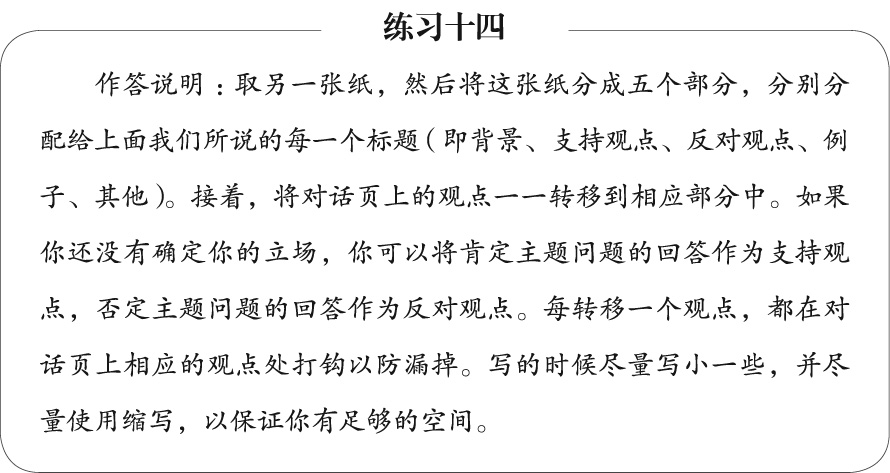 练习十四
作答说明：取另一张纸，然后将这张纸分成五个部分，分别分
配给上面我们所说的每一个标题（即背景、支持观点、反对观点、例
子、其他）。接着，将对话页上的观点一一转移到相应部分中。如果
你还没有确定你的立场，你可以将肯定主题问题的回答作为支持观
点，否定主题问题的回答作为反对观点。每转移一个观点，都在对
话页上相应的观点处打钩以防漏掉。写的时候尽量写小一些，并尽
量使用缩写，以保证你有足够的空间。